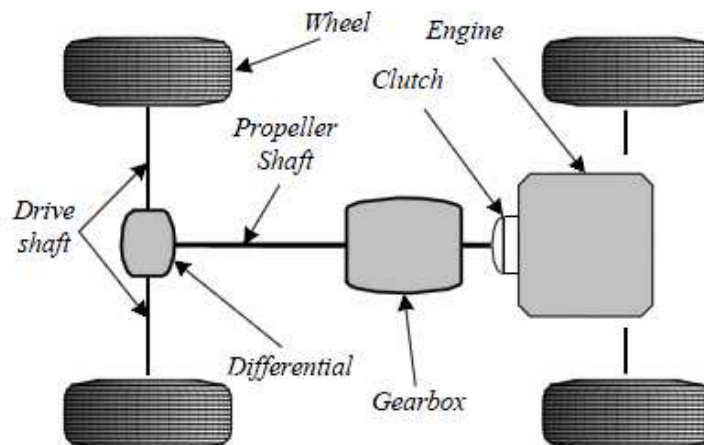 Wheel
Engine
Clutch
Propeller
Shaft
Drive
shaft
Differential
Gearbox